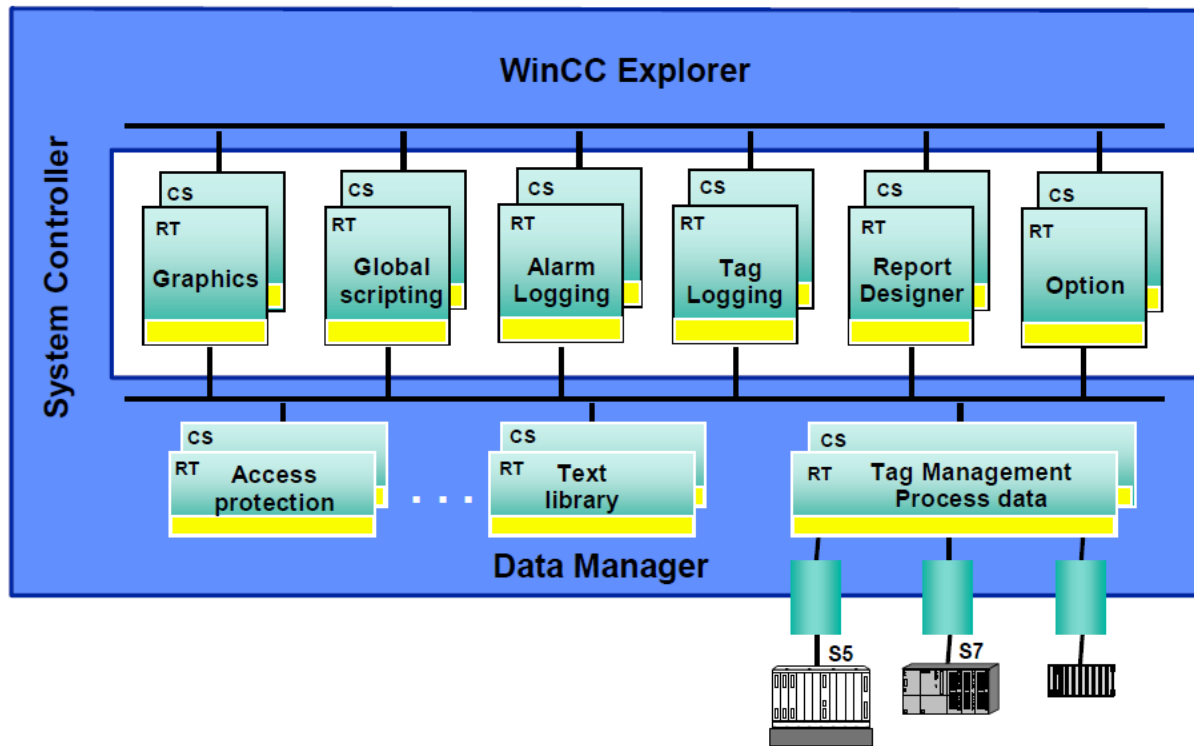 WinCC Explorer
System Controller
CS
RT
Graphics
CS
RT
Global
scripting
CS
RT
Alarm
Logging
CS
RT
Tag
Logging
CS
RT
Report
Designer
CS
RT
Option
CS
RT
Access
protection
. . .
CS
RT
Text
library
CS
RT
Tag Management
Process data
Data Manager
S5
S7